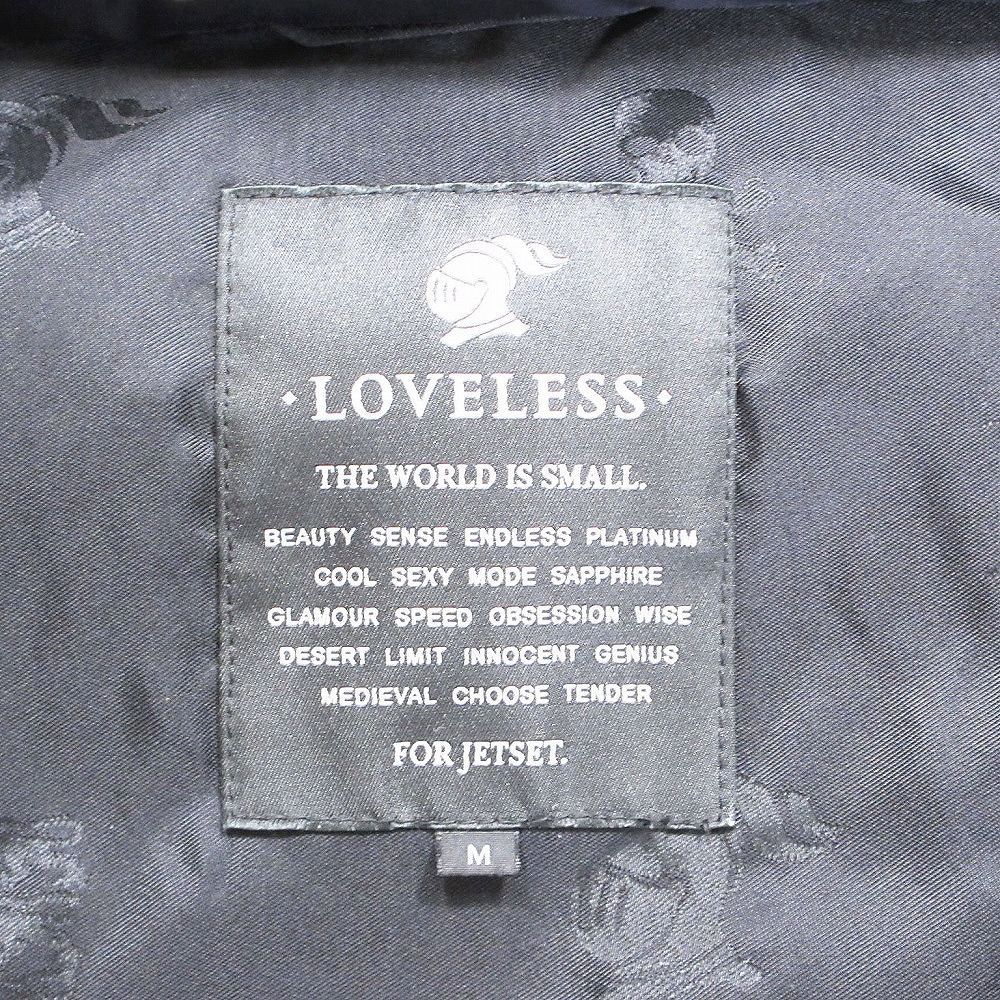 · LOVELESS ·
THE WORLD IS SMALL.
BEAUTY SENSE ENDLESS PLATINUM
COOL SEXY MODE SAPPHIRE
GLAMOUR SPEED OBSESSION WISE
DESERT LIMIT INNOCENT GENIUS
MEDIEVAL CHOOSE TENDER
FOR JETSET.
M